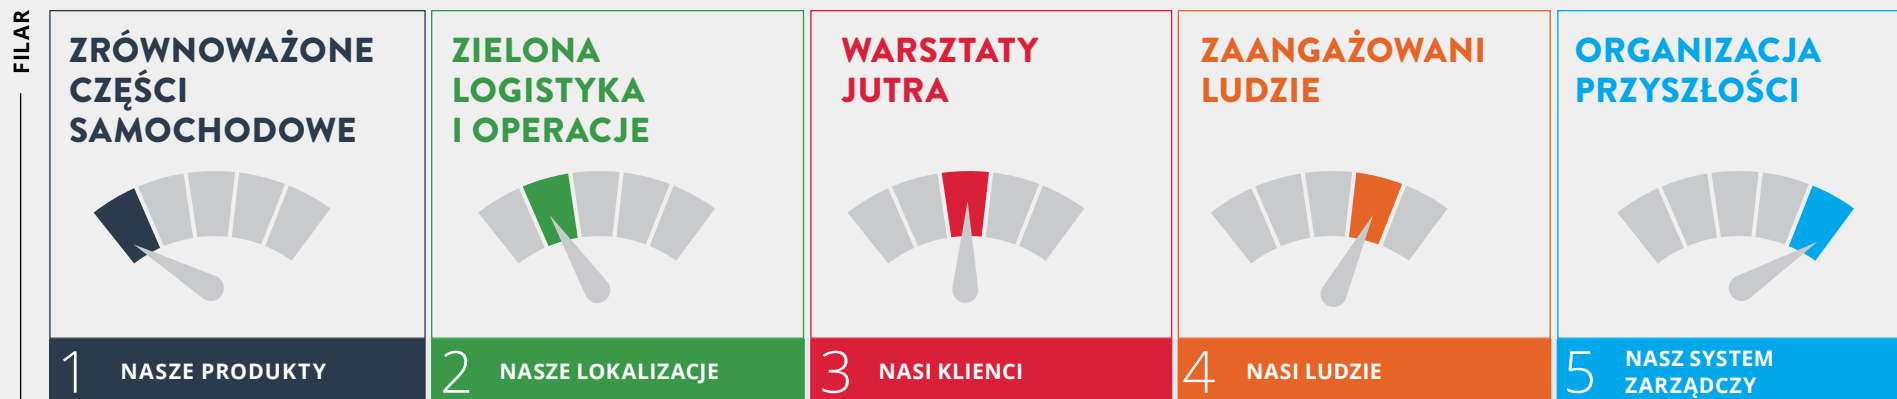 FILAR
ZRÓWNOWAŻONE
CZĘŚCI
SAMOCHODOWE
1 NASZE PRODUKTY
ZIELONA
LOGISTYKA
I OPERACJE
2 NASZE LOKALIZACJE
WARSZTATY
JUTRA
3 NASI KLIENCI
ZAANGAŻOWANI
LUDZIE
4 NASI LUDZIE
ORGANIZACJA
PRZYSZŁOŚCI
5 NASZ SYSTEM
ZARZĄDCZY